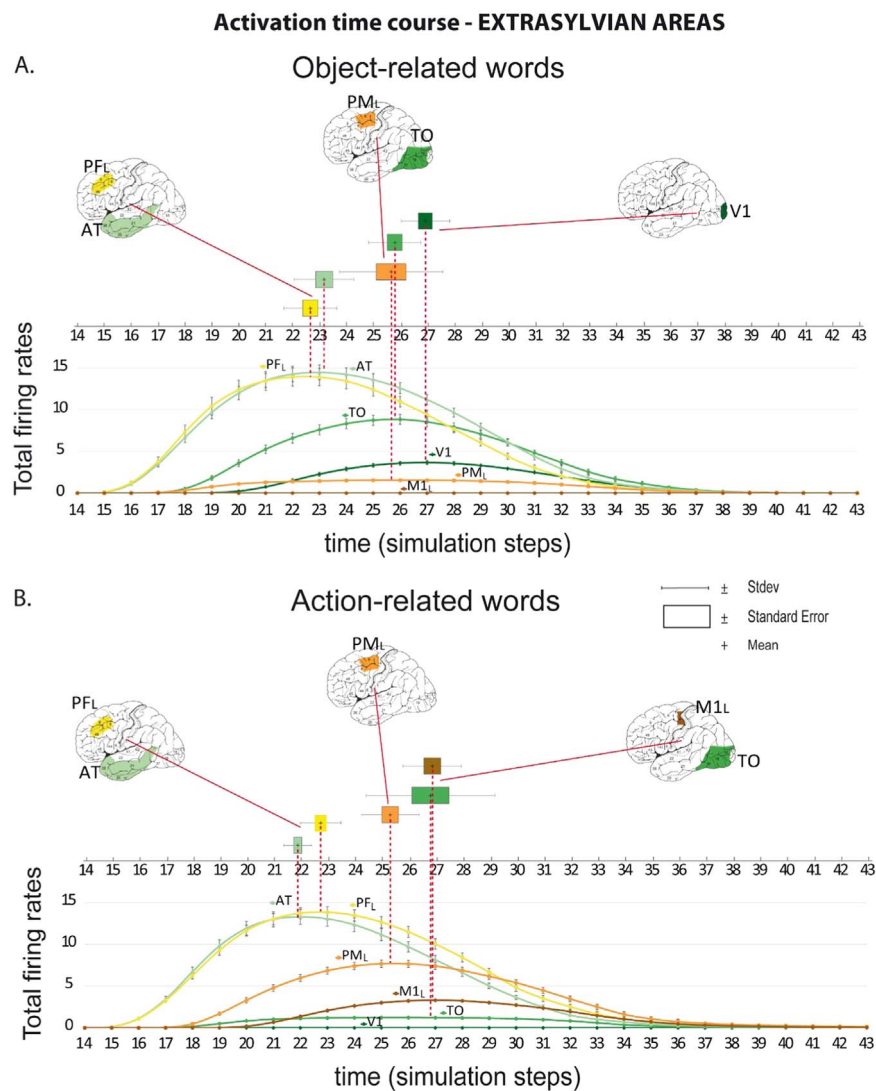 Activation time course - EXTRASYLVIAN AREAS
A.
Object-related words
PML
TO
PFL
AT
V1
14 15 16 17 18 19 20 21 22 23 24 25 26 27 28 29 30 31 32 33 34 35 36 37 38 39 40 41 42 43
Total firing rates
15
10
5
0
PFL
AT
TO
V1
PML
M1L
14 15 16 17 18 19 20 21 22 23 24 25 26 27 28 29 30 31 32 33 34 35 36 37 38 39 40 41 42 43
time (simulation steps)
B.
Action-related words
± Stdev
± Standard Error
+ Mean
PML
PFL
AT
M1L
TO
14 15 16 17 18 19 20 21 22 23 24 25 26 27 28 29 30 31 32 33 34 35 36 37 38 39 40 41 42 43
Total firing rates
15
10
5
0
AT
PFL
PML
M1L
V1
TO
14 15 16 17 18 19 20 21 22 23 24 25 26 27 28 29 30 31 32 33 34 35 36 37 38 39 40 41 42 43
time (simulation steps)